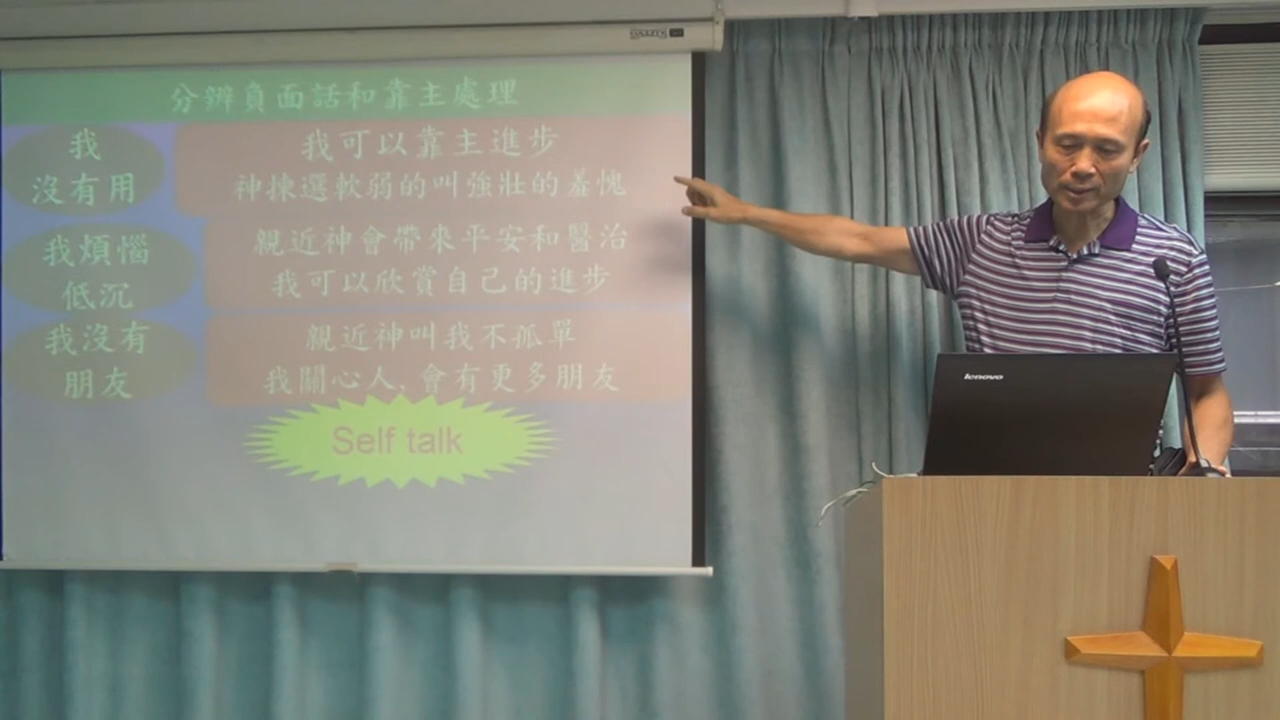 分辨負面話和靠主處理
我
沒有用
我可以靠主進步
神揀選軟弱的叫強壯的羞愧
我煩惱
低沉
親近神會帶來平安和醫治
我可以欣賞自己的進步
我沒有
朋友
親近神叫我不孤單
我關心人,會有更多朋友
Self talk
lenovo